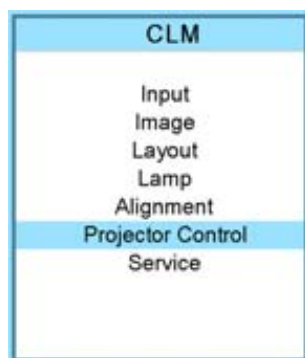 CLM
Input
Image
Layout
Lamp
Alignment
Projector Control
Service